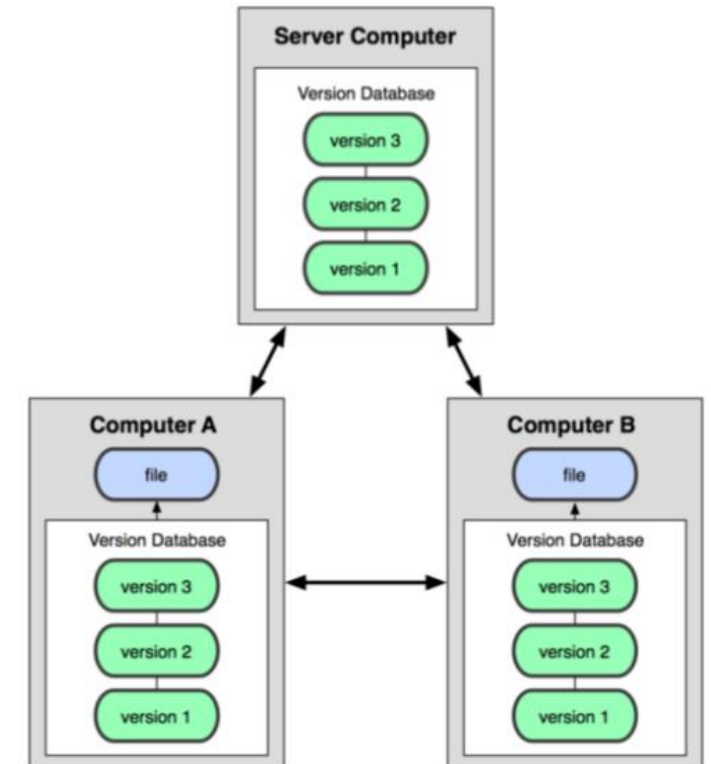 Server Computer
Version Database
version 3
version 2
version 1
Computer A
file
Version Database
version 3
version 2
version 1
Computer B
file
Version Database
version 3
version 2
version 1